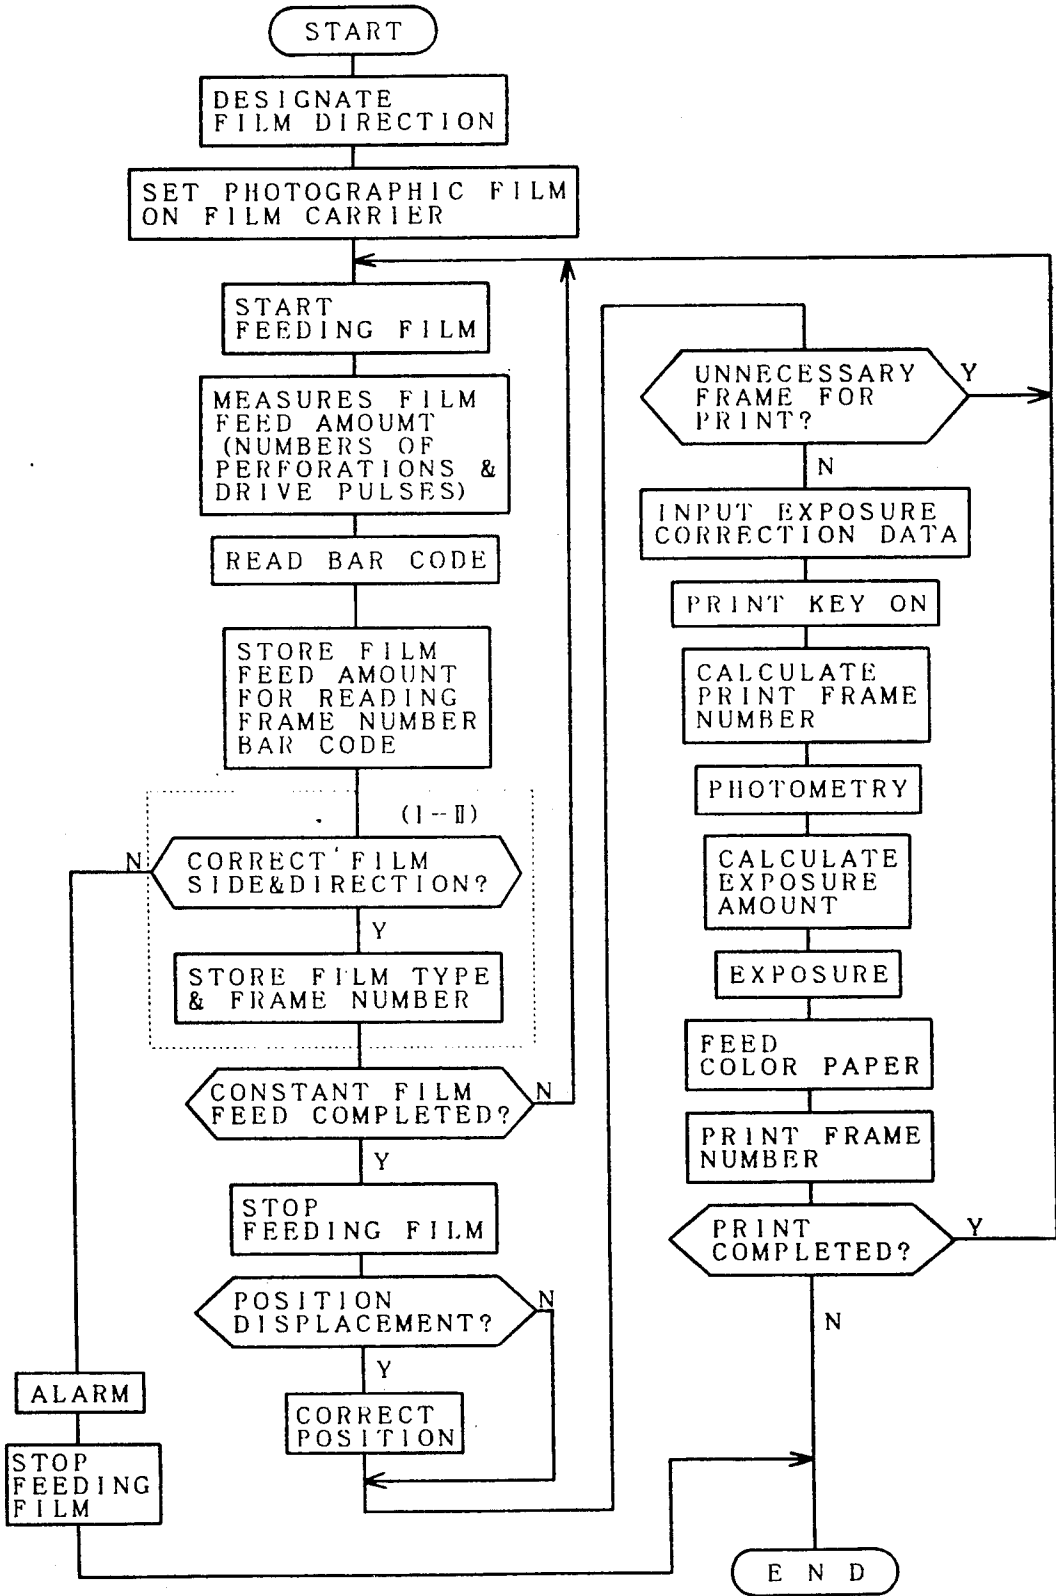 START
DESIGNATE
FILM DIRECTION
SET PHOTOGRAPHIC FILM
ON FILM CARRIER
START
FEEDING FILM
MEASURES FILM
FEED AMOUMT
(NUMBERS OF
PERFORATIONS &
DRIVE PULSES)
READ BAR CODE
STORE FILM
FEED AMOUNT
FOR READING
FRAME NUMBER
BAR CODE
(I-II)
N
CORRECT FILM
SIDE&DIRECTION?
Y
STORE FILM TYPE
& FRAME NUMBER
CONSTANT FILM
FEED COMPLETED?
N
Y
STOP
FEEDING FILM
POSITION
DISPLACEMENT?
N
Y
CORRECT
POSITION
ALARM
STOP
FEEDING
FILM
UNNECESSARY
FRAME FOR
PRINT?
Y
N
INPUT EXPOSURE
CORRECTION DATA
PRINT KEY ON
CALCULATE
PRINT FRAME
NUMBER
PHOTOMETRY
CALCULATE
EXPOSURE
AMOUNT
EXPOSURE
FEED
COLOR PAPER
PRINT FRAME
NUMBER
PRINT
COMPLETED?
Y
N
END